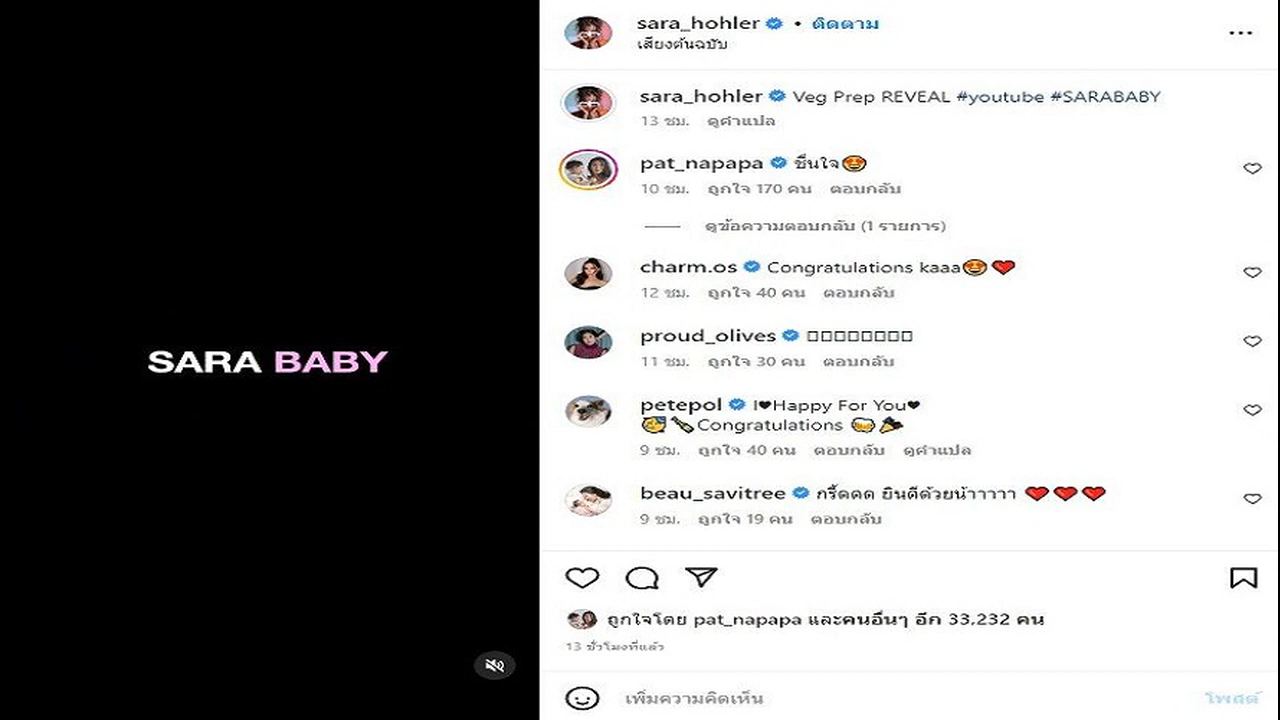 SARA BABY
sara_hohler • ติดตาม
เสียงต้นฉบับ
sara_hohler Veg Prep REVEAL #youtube #SARABABY
13 ชม. ดูคำแปล
pat_napapa ชื่นใจ🤩
10 ชม. ถูกใจ 170 คน ตอบกลับ
ดูข้อความตอบกลับ (1 รายการ)
charm.os Congratulations kaaa🤩❤️
12 ชม. ถูกใจ 40 คน ตอบกลับ
proud_olives □□□□□□□□
11 ชม. ถูกใจ 30 คน ตอบกลับ
petepol I❤Happy For You❤
🥳🍾Congratulations 🍻🎉
9 ชม. ถูกใจ 40 คน ตอบกลับ ดูคำแปล
beau_savitree กรี้ดดด ยินดีด้วยน้าาาาา ❤️❤️❤️
9 ชม. ถูกใจ 19 คน ตอบกลับ
ถูกใจโดย pat_napapa และคนอื่นๆ อีก 33,232 คน
13 ชั่วโมงที่แล้ว
เพิ่มความคิดเห็น
โพสต์